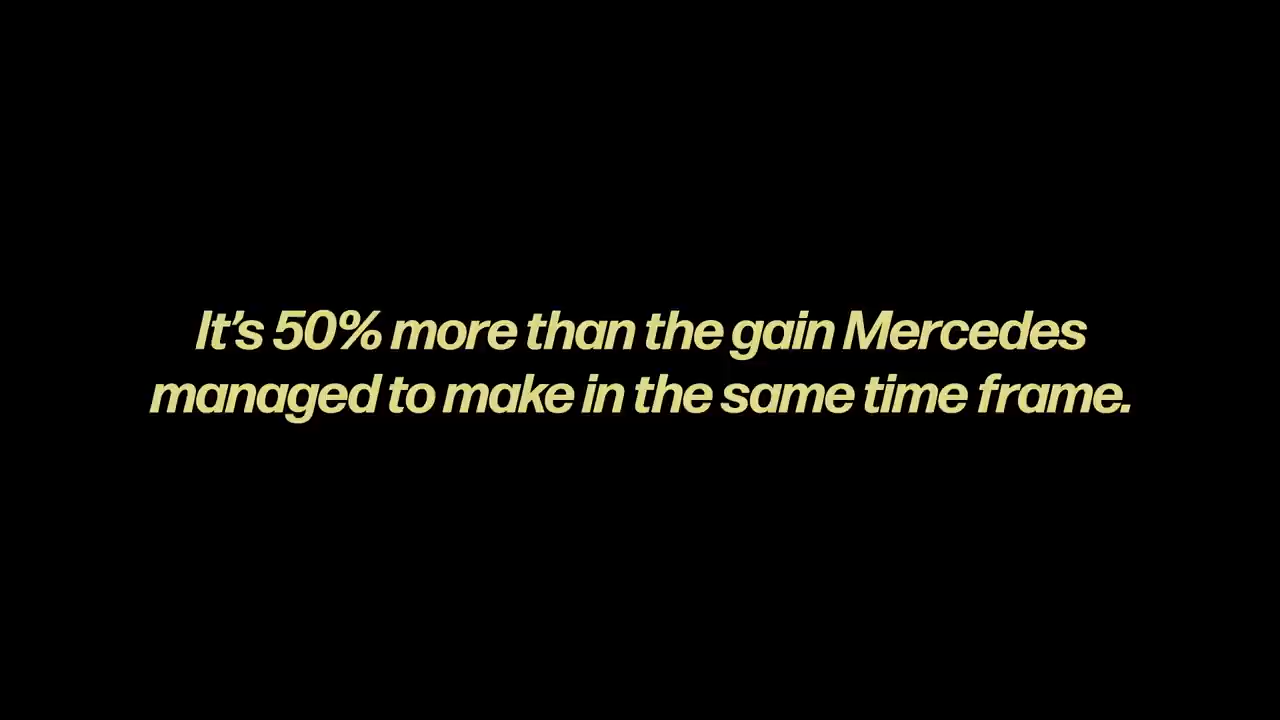 It’s 50% more than the gain Mercedes
managed to make in the same time frame.